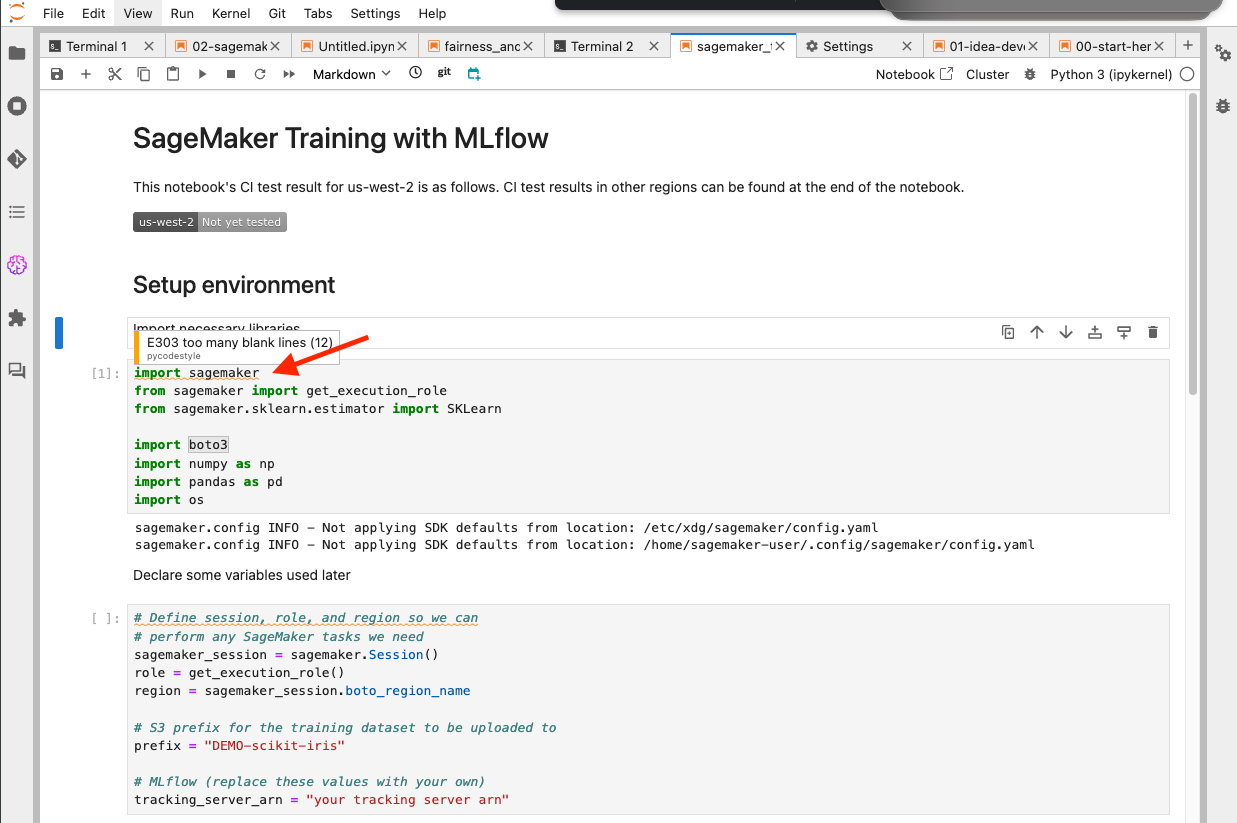 File Edit View Run Kernel Git Tabs Settings Help
Terminal 1 02-sagemak Untitled.ipyn fairness_and Terminal 2 sagemaker_ Settings 01-idea-deve 00-start-her
Markdown git Notebook Cluster Python 3 (ipykernel)
SageMaker Training with MLflow
This notebook's CI test result for us-west-2 is as follows. CI test results in other regions can be found at the end of the notebook.
us-west-2 Not yet tested
Setup environment
Import necessary libraries
E303 too many blank lines (12)
pycodestyle
[1]: import sagemaker
from sagemaker import get_execution_role
from sagemaker.sklearn.estimator import SKLearn
import boto3
import numpy as np
import pandas as pd
import os
sagemaker.config INFO - Not applying SDK defaults from location: /etc/xdg/sagemaker/config.yaml
sagemaker.config INFO - Not applying SDK defaults from location: /home/sagemaker-user/.config/sagemaker/config.yaml
Declare some variables used later
[ ]: # Define session, role, and region so we can
# perform any SageMaker tasks we need
sagemaker_session = sagemaker.Session()
role = get_execution_role()
region = sagemaker_session.boto_region_name
# S3 prefix for the training dataset to be uploaded to
prefix = "DEMO-scikit-iris"
# MLflow (replace these values with your own)
tracking_server_arn = "your tracking server arn"